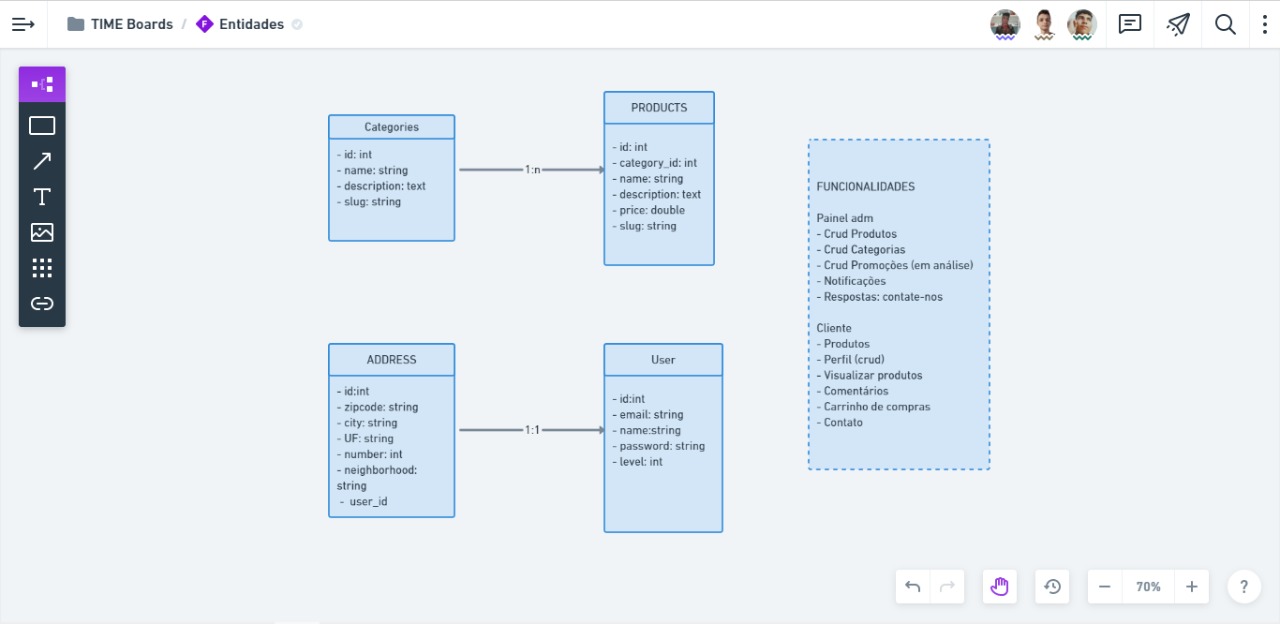 TIME Boards / Entidades
Categories
- id: int
- name: string
- description: text
- slug: string
1:n
PRODUCTS
- id: int
- category_id: int
- name: string
- description: text
- price: double
- slug: string
FUNCIONALIDADES
Painel adm
- Crud Produtos
- Crud Categorias
- Crud Promoções (em análise)
- Notificações
- Respostas: contate-nos
Cliente
- Produtos
- Perfil (crud)
- Visualizar produtos
- Comentários
- Carrinho de compras
- Contato
ADDRESS
- id:int
- zipcode: string
- city: string
- UF: string
- number: int
- neighborhood:
string
- user_id
1:1
User
- id:int
- email: string
- name:string
- password: string
- level: int
70%
?